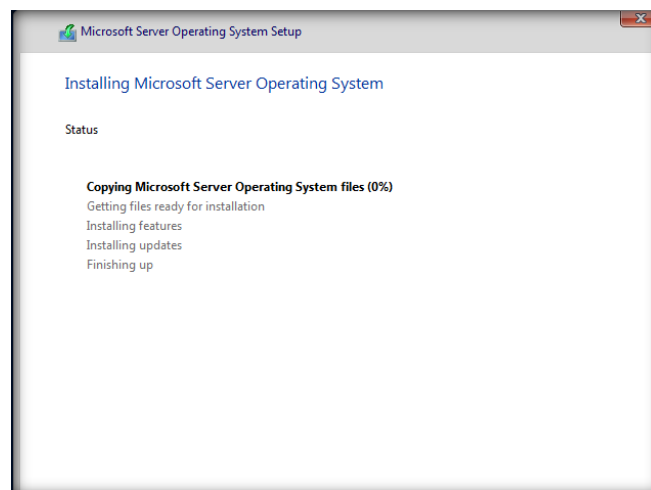 Microsoft Server Operating System Setup
Installing Microsoft Server Operating System
Status
Copying Microsoft Server Operating System files (0%)
Getting files ready for installation
Installing features
Installing updates
Finishing up